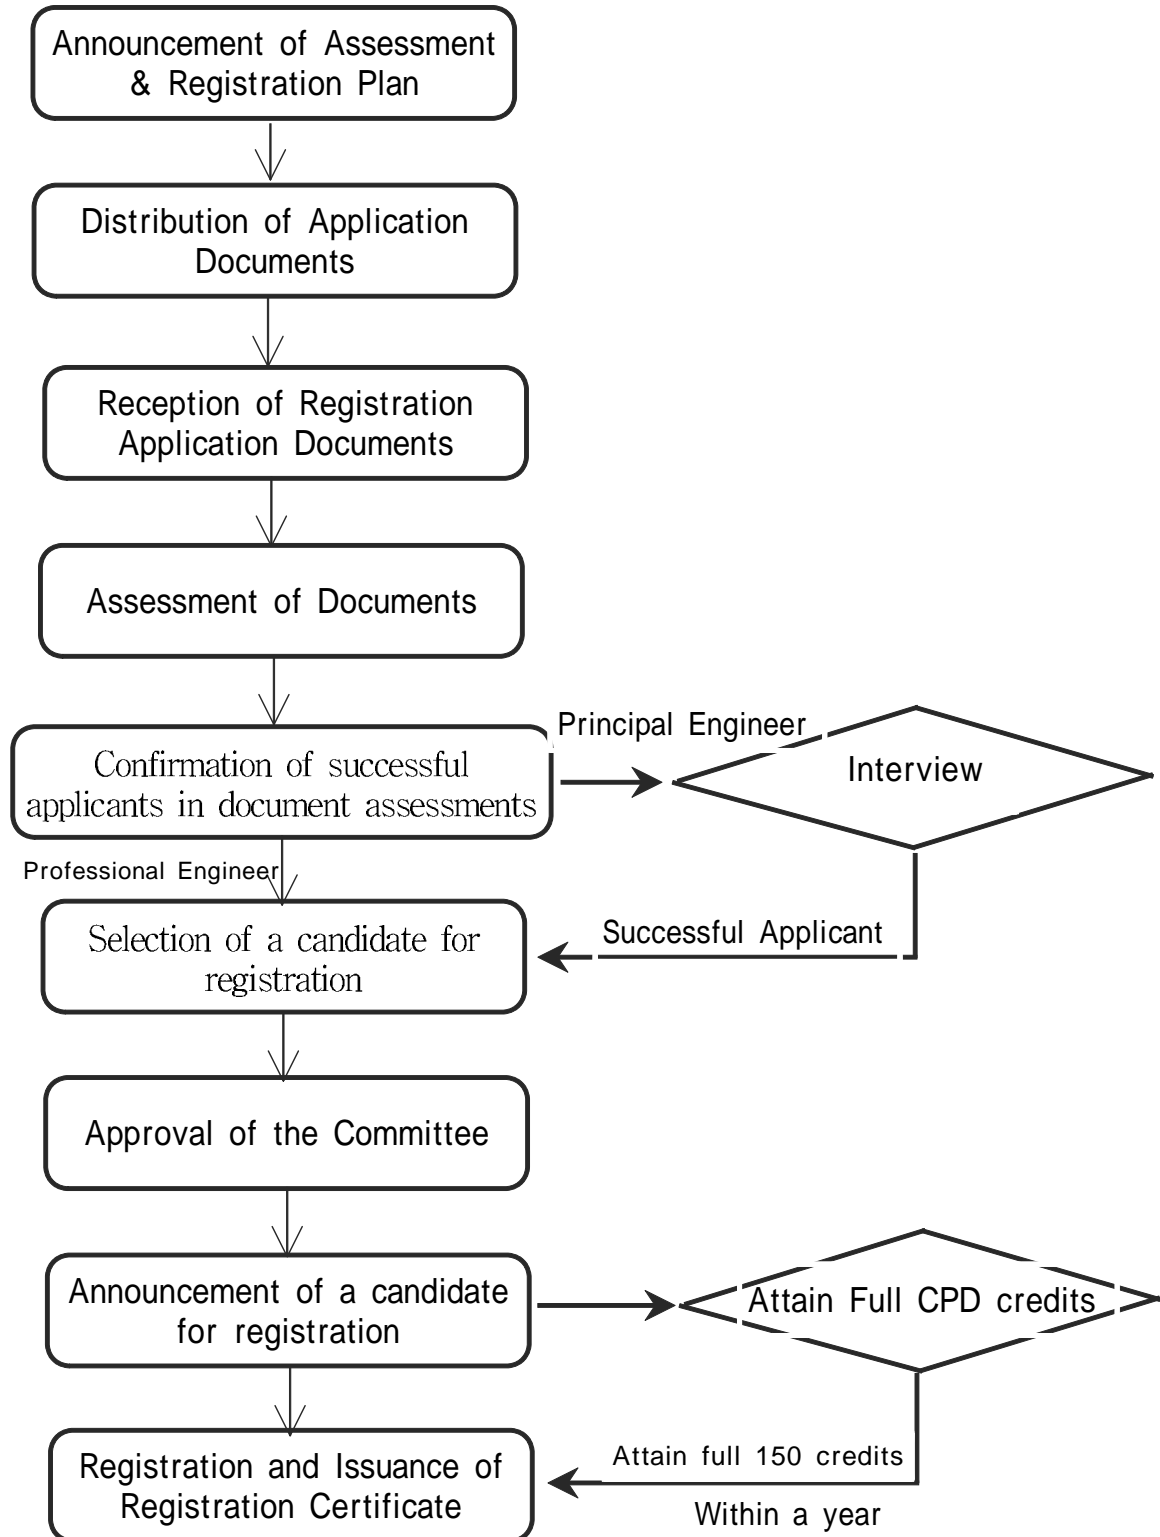 Announcement of Assessment
& Registration Plan
Distribution of Application
Documents
Reception of Registration
Application Documents
Assessment of Documents
Confirmation of successful
applicants in document assessments
Principal Engineer
Interview
Professional Engineer
Selection of a candidate for
registration
Successful Applicant
Approval of the Committee
Announcement of a candidate
for registration
Attain Full CPD credits
Registration and Issuance of
Registration Certificate
Attain full 150 credits
Within a year